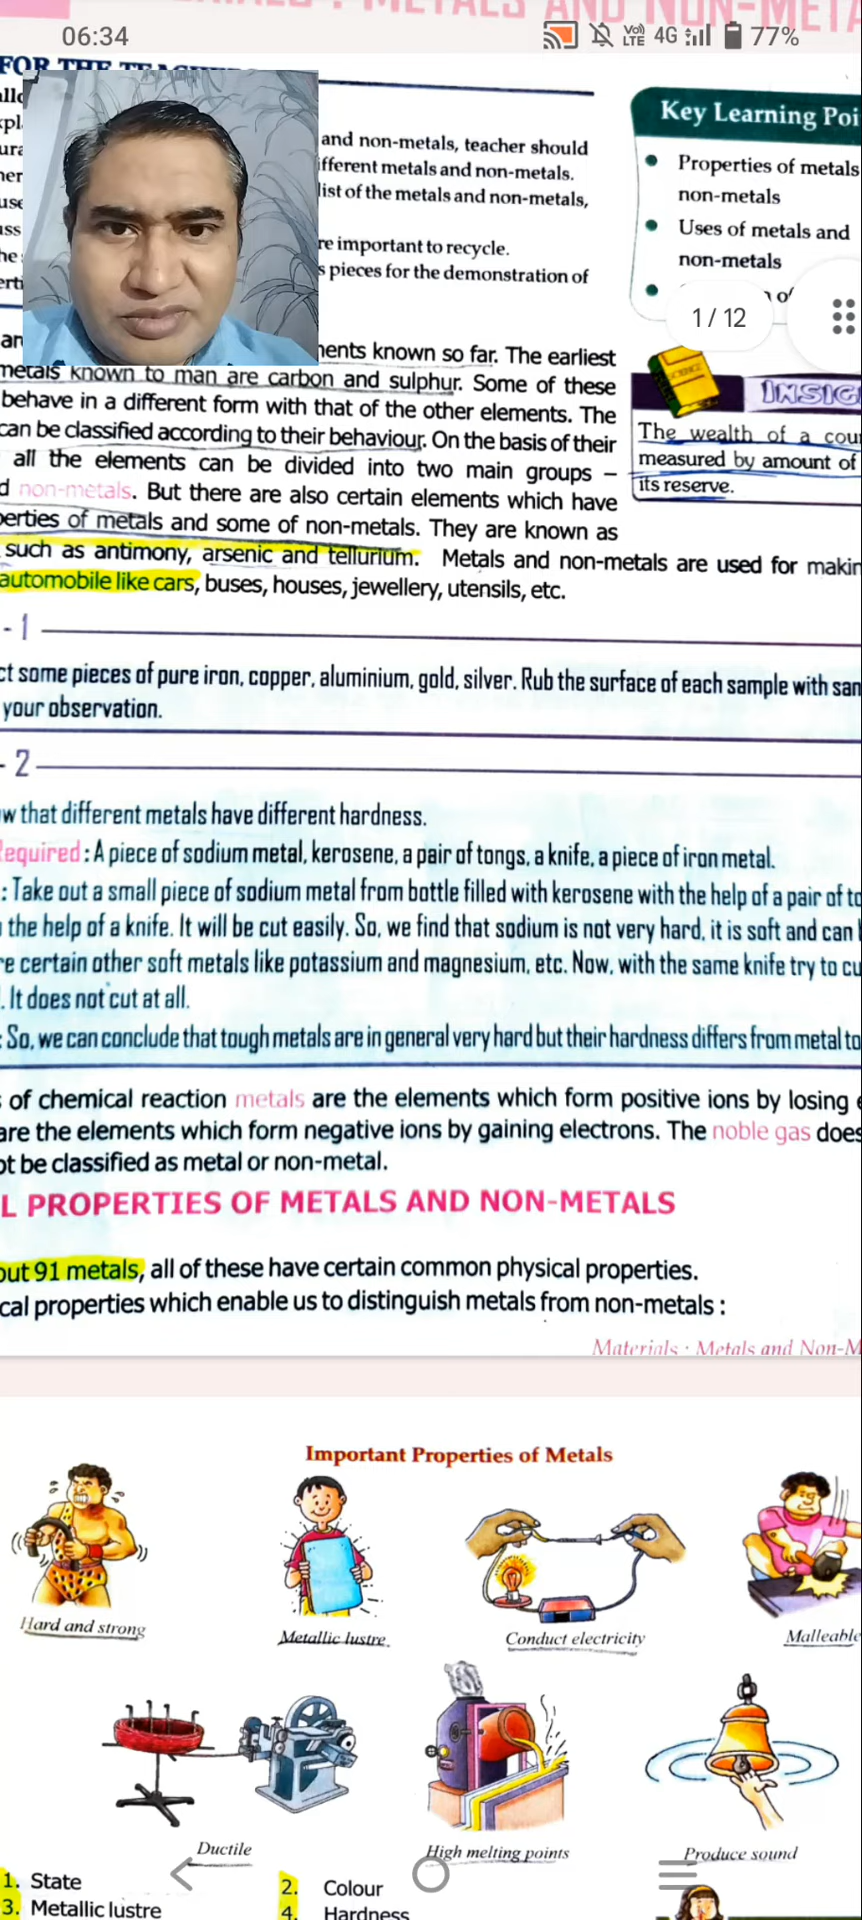 METALS AND NON-META
06:34
4G
77%
FOR THE
and non-metals, teacher should
ifferent metals and non-metals.
list of the metals and non-metals,
re important to recycle.
s pieces for the demonstration of
Key Learning Poi
Properties of metals
non-metals
Uses of metals and
non-metals
1 / 12
nents known so far. The earliest
metals known to man are carbon and sulphur. Some of these
behave in a different form with that of the other elements. The
can be classified according to their behaviour. On the basis of their
all the elements can be divided into two main groups –
d non-metals. But there are also certain elements which have
perties of metals and some of non-metals. They are known as
such as antimony, arsenic and tellurium. Metals and non-metals are used for makin
automobile like cars, buses, houses, jewellery, utensils, etc.
INSIG
The wealth of a cou
measured by amount of
its reserve.
- 1
ct some pieces of pure iron, copper, aluminium, gold, silver. Rub the surface of each sample with san
your observation.
- 2
w that different metals have different hardness.
Required : A piece of sodium metal, kerosene, a pair of tongs, a knife, a piece of iron metal.
: Take out a small piece of sodium metal from bottle filled with kerosene with the help of a pair of to
the help of a knife. It will be cut easily. So, we find that sodium is not very hard, it is soft and can
re certain other soft metals like potassium and magnesium, etc. Now, with the same knife try to cu
. It does not cut at all.
: So, we can conclude that tough metals are in general very hard but their hardness differs from metal to
of chemical reaction metals are the elements which form positive ions by losing e
are the elements which form negative ions by gaining electrons. The noble gas does
ot be classified as metal or non-metal.
L PROPERTIES OF METALS AND NON-METALS
out 91 metals, all of these have certain common physical properties.
cal properties which enable us to distinguish metals from non-metals :
Materials : Metals and Non-M
Important Properties of Metals
Hard and strong
Metallic lustre
Conduct electricity
Malleable
Ductile
High melting points
Produce sound
1. State
2. Colour
3. Metallic lustre
4. Hardness